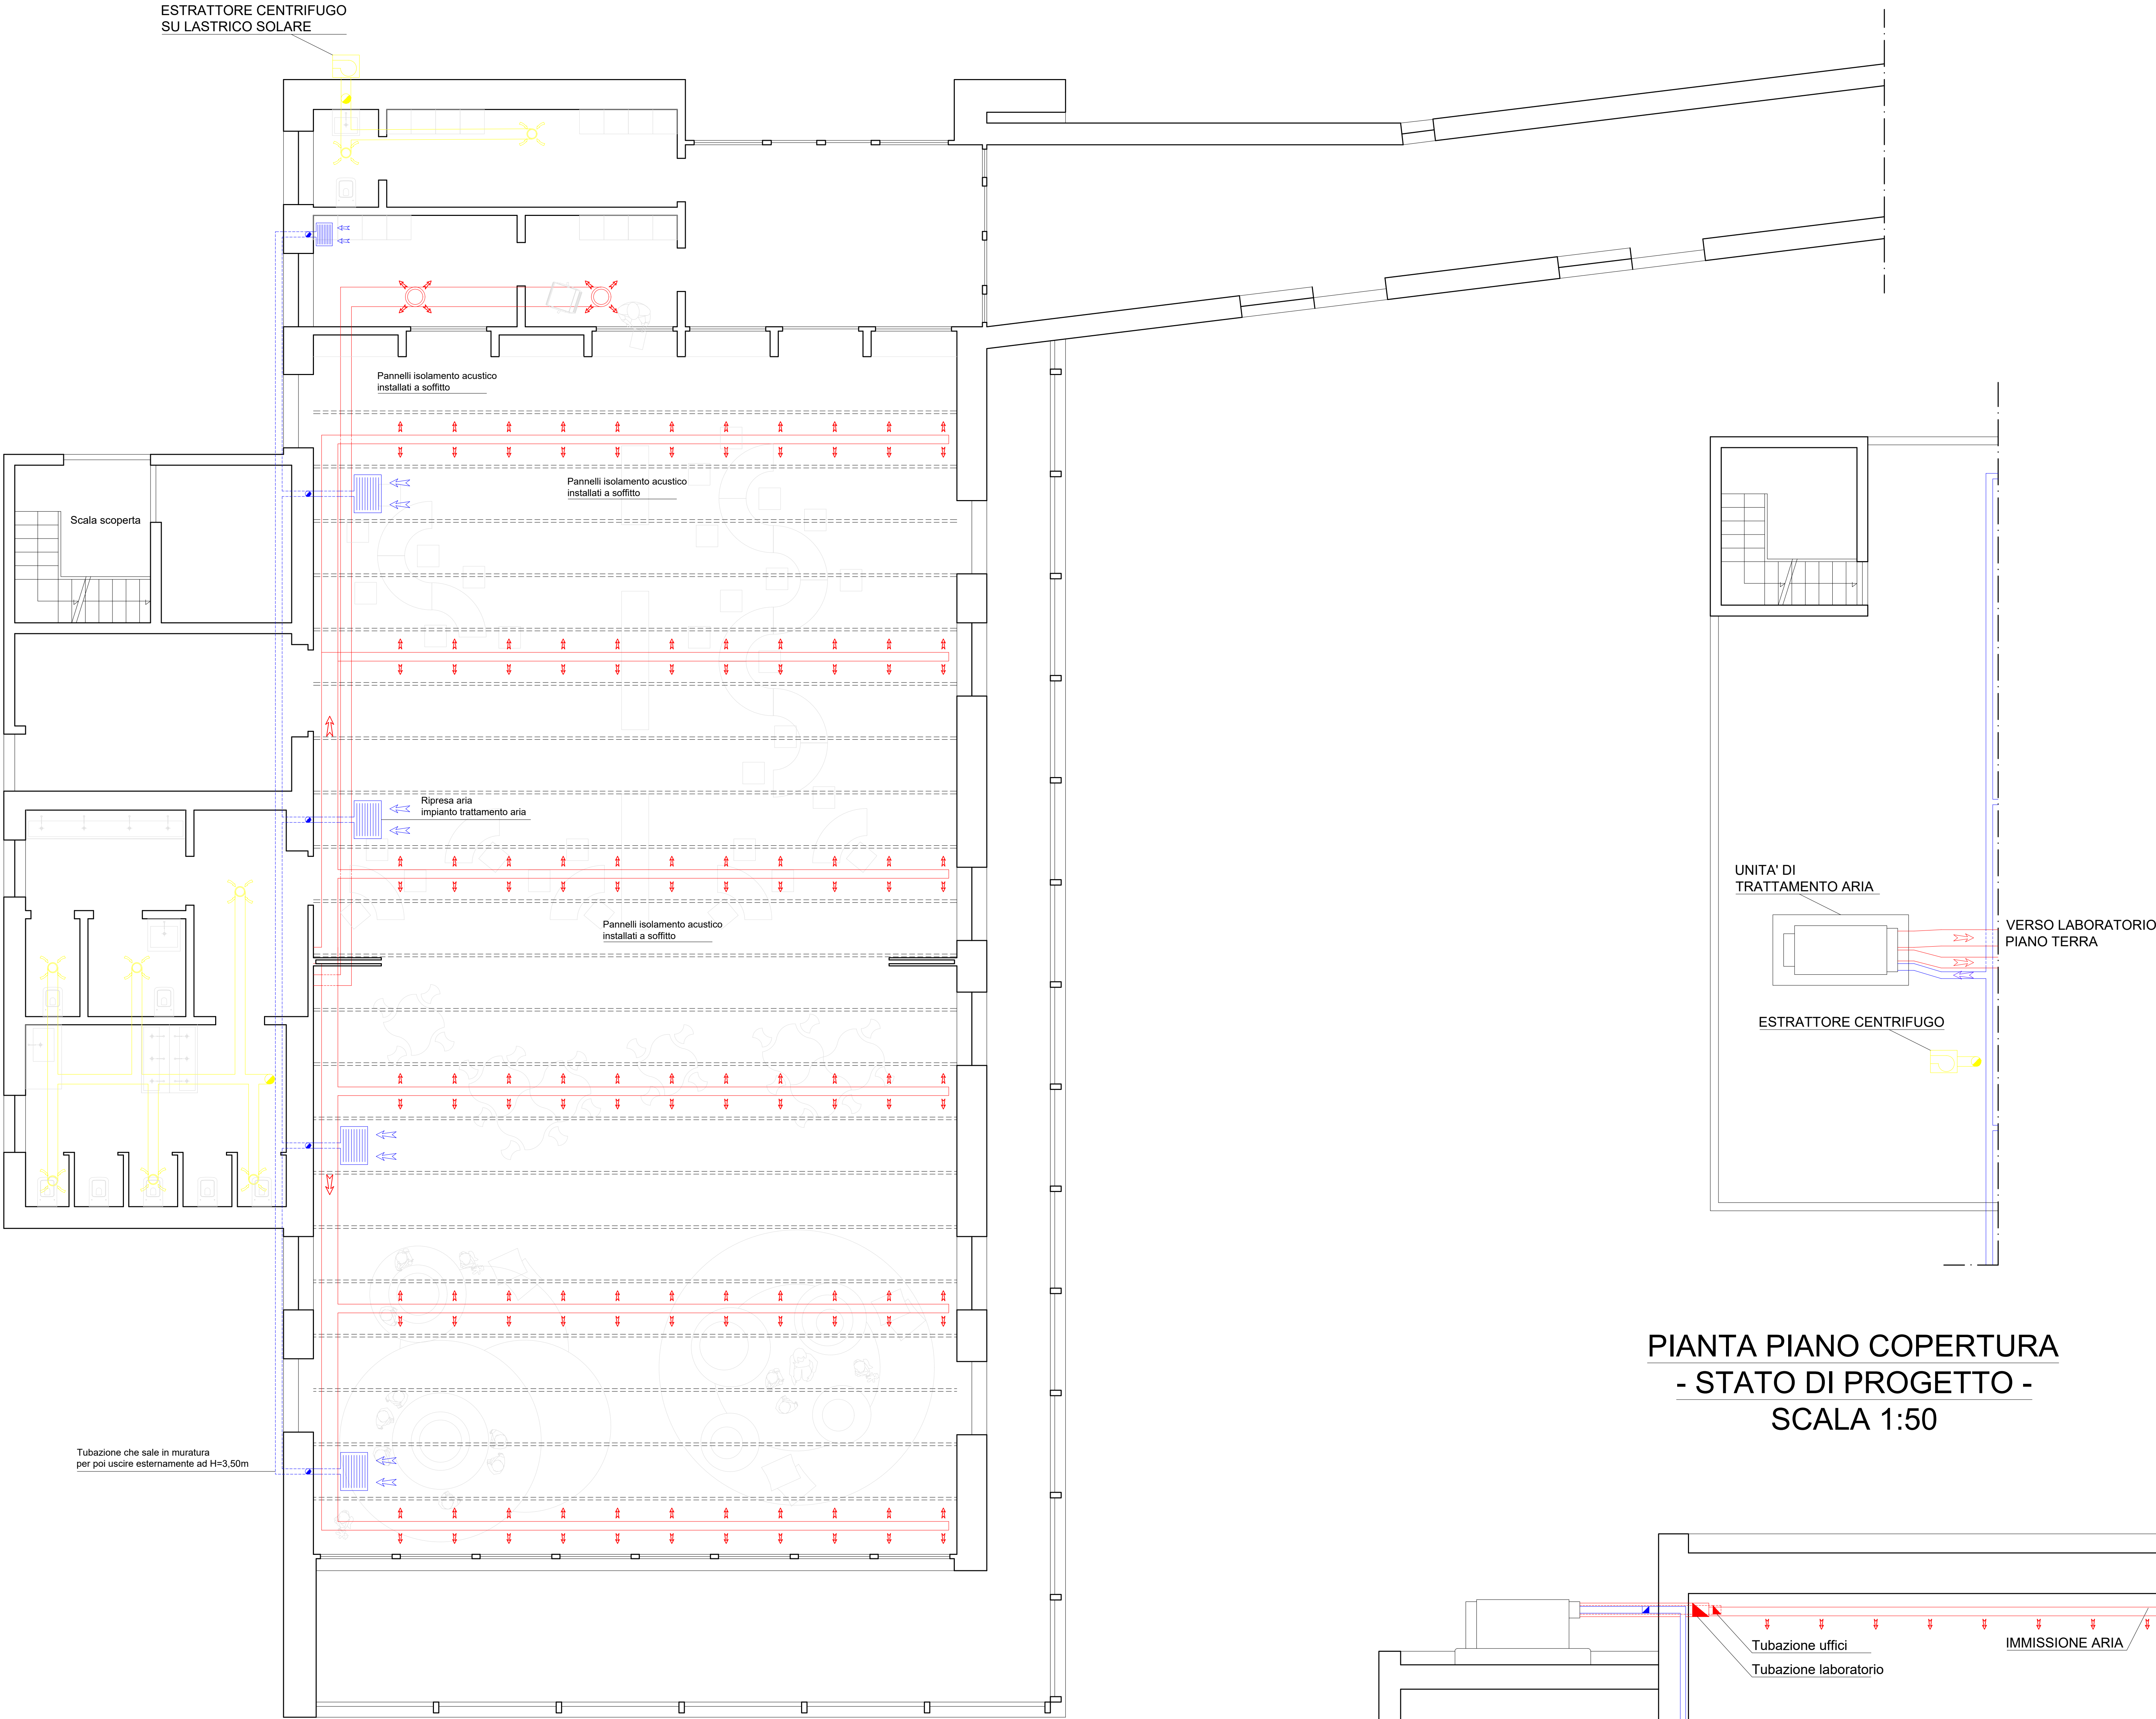 ESTRATTORE CENTRIFUGO
SU LASTRICO SOLARE
Pannelli isolamento acustico
installati a soffitto
Pannelli isolamento acustico
installati a soffitto
Scala scoperta
Ripresa aria
impianto trattamento aria
Pannelli isolamento acustico
installati a soffitto
Tubazione che sale in muratura
per poi uscire esternamente ad H=3,50m
UNITA' DI
TRATTAMENTO ARIA
VERSO LABORATORIO
PIANO TERRA
ESTRATTORE CENTRIFUGO
PIANTA PIANO COPERTURA
- STATO DI PROGETTO -
SCALA 1:50
Tubazione uffici
Tubazione laboratorio
IMMISSIONE ARIA